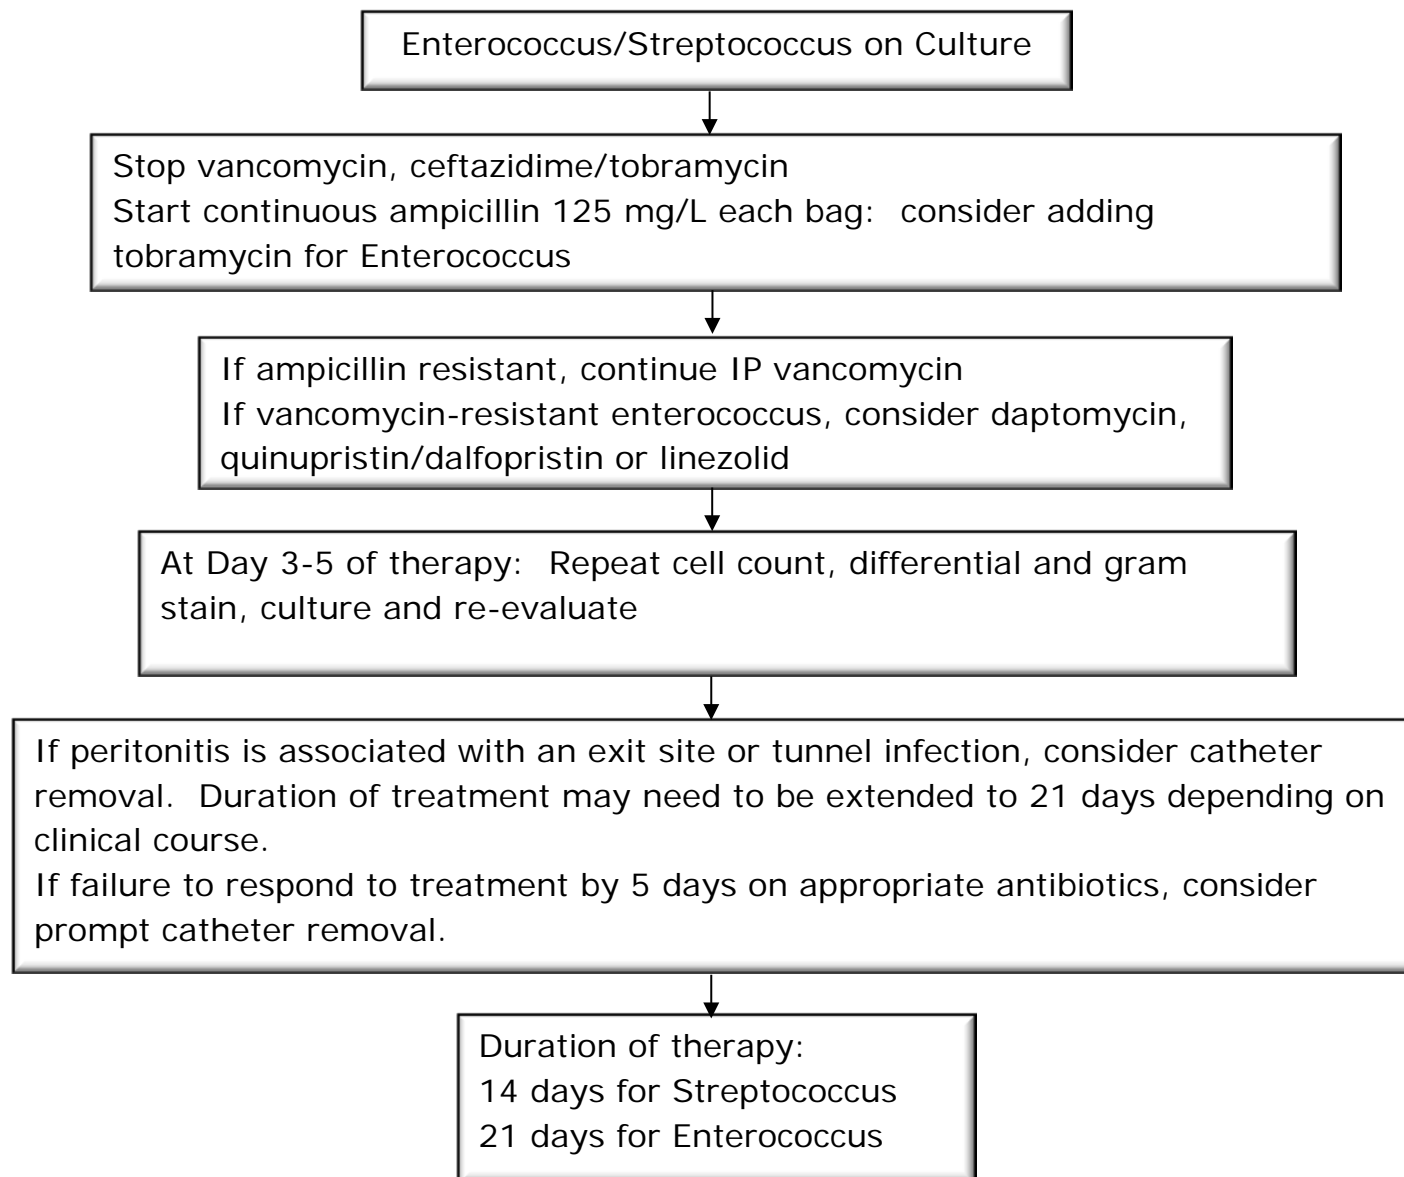 Enterococcus/Streptococcus on Culture
Stop vancomycin, ceftazidime/tobramycin
Start continuous ampicillin 125 mg/L each bag:  consider adding
tobramycin for Enterococcus
If ampicillin resistant, continue IP vancomycin
If vancomycin-resistant enterococcus, consider daptomycin,
quinupristin/dalfopristin or linezolid
At Day 3-5 of therapy:  Repeat cell count, differential and gram
stain, culture and re-evaluate
If peritonitis is associated with an exit site or tunnel infection, consider catheter
removal.  Duration of treatment may need to be extended to 21 days depending on
clinical course.
If failure to respond to treatment by 5 days on appropriate antibiotics, consider
prompt catheter removal.
Duration of therapy:
14 days for Streptococcus
21 days for Enterococcus